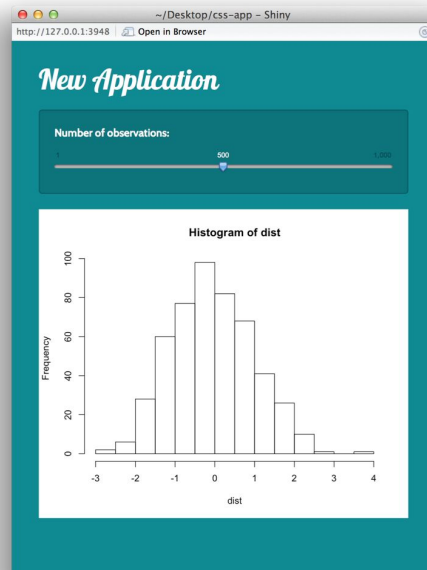 ~/Desktop/css-app - Shiny
http://127.0.0.1:3948 Open in Browser
New Application
Number of observations:
1 500 1,000
Histogram of dist
Frequency
100
80
60
40
20
0
-3 -2 -1 0 1 2 3 4
dist